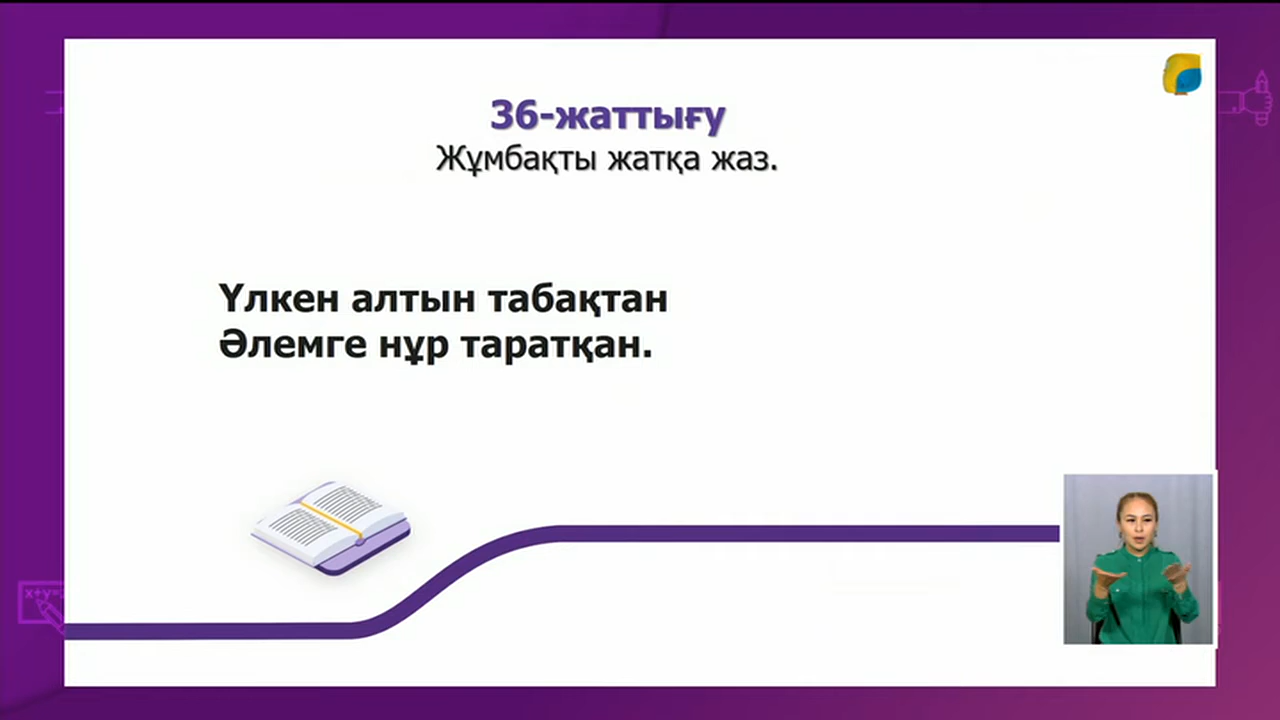 36-жаттығу
Жұмбақты жатқа жаз.
Үлкен алтын табақтан
Әлемге нұр таратқан.